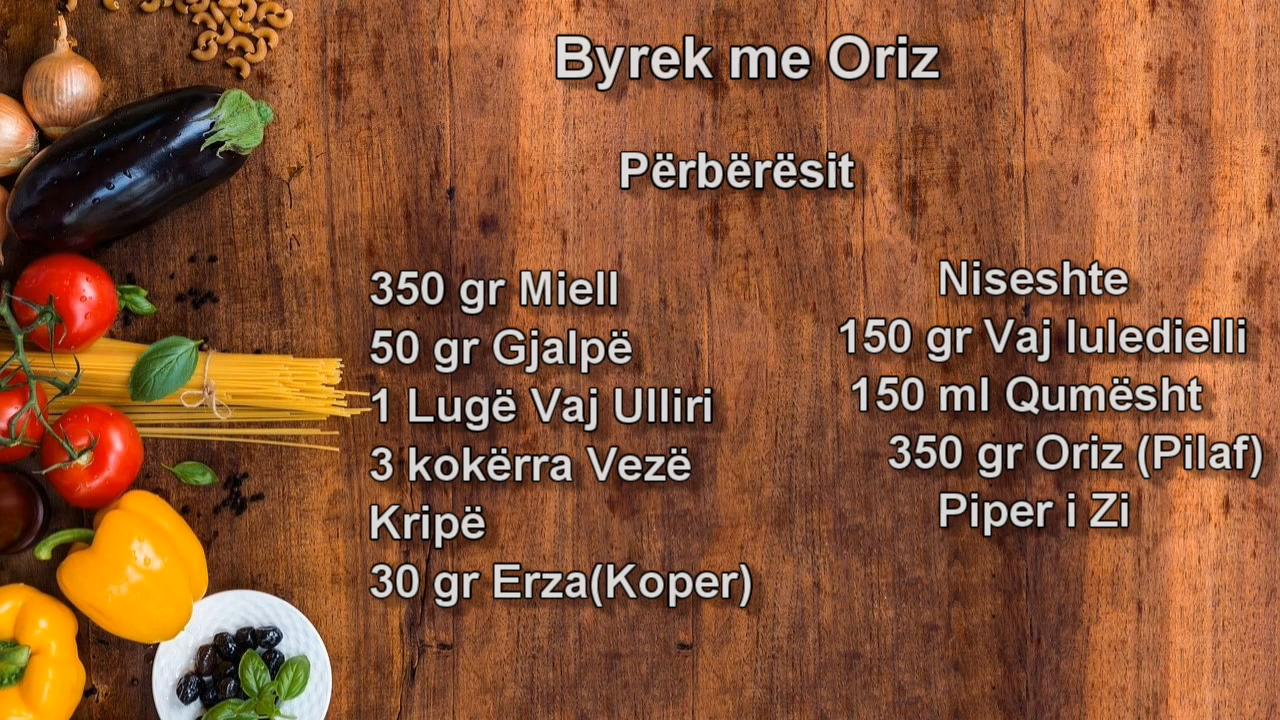 Byrek me Oriz
Përbërësit
350 gr Miell
50 gr Gjalpë
1 Lugë Vaj Ulliri
3 kokërra Vezë
Kripë
30 gr Erza(Koper)
Niseshte
150 gr Vaj luledielli
150 ml Qumësht
350 gr Oriz (Pilaf)
Piper i Zi